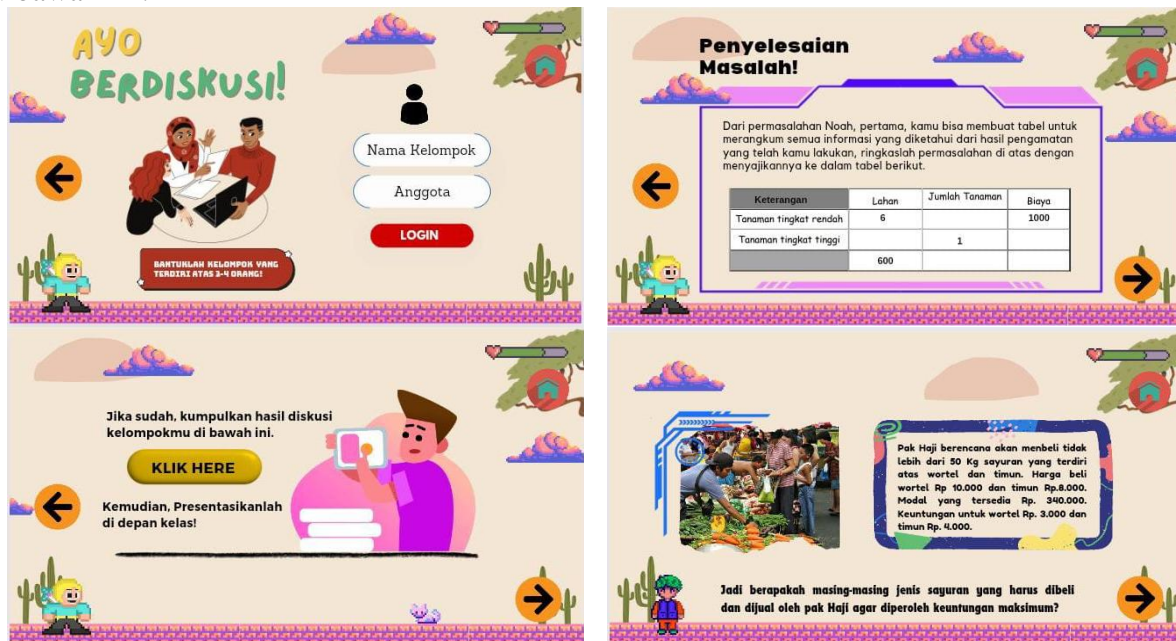 AYO
BERDISKUSI!
Nama Kelompok
Anggota
LOGIN
BANTUKLAH KELOMPOK YANG
TERDIRI ATAS 3-4 ORANG!
Penyelesaian
Masalah!
Dari permasalahan Noah, pertama, kamu bisa membuat tabel untuk
merangkum semua informasi yang diketahui dari hasil pengamatan
yang telah kamu lakukan, ringkaslah permasalahan di atas dengan
menyajikannya ke dalam tabel berikut.
Keterangan Lahan Jumlah Tanaman Biaya
Tanaman tingkat rendah 6 1000
Tanaman tingkat tinggi 1
600
Jika sudah, kumpulkan hasil diskusi
kelompokmu di bawah ini.
KLIK HERE
Kemudian, Presentasikanlah
di depan kelas!
Pak Haji berencana akan menbeli tidak
lebih dari 50 Kg sayuran yang terdiri
atas wortel dan timun. Harga beli
wortel Rp 10.000 dan timun Rp.8.000.
Modal yang tersedia Rp. 340.000.
Keuntungan untuk wortel Rp. 3.000 dan
timun Rp. 4.000.
Jadi berapakah masing-masing jenis sayuran yang harus dibeli
dan dijual oleh pak Haji agar diperoleh keuntungan maksimum?